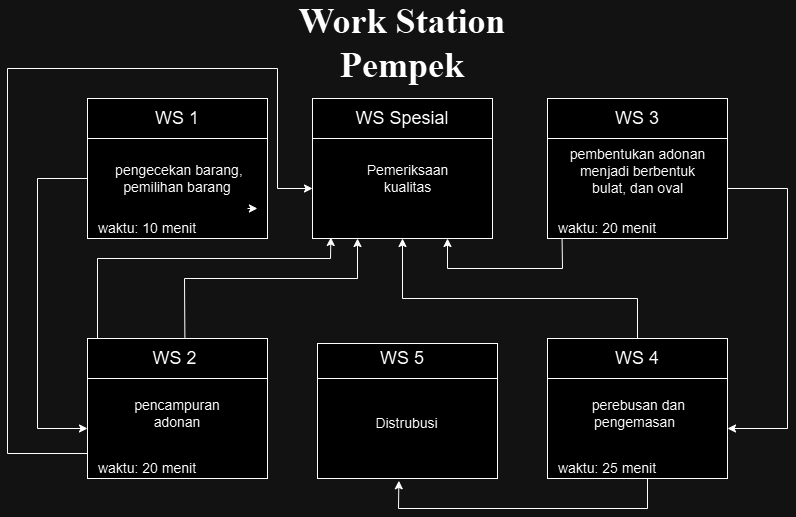 Work Station
Pempek
WS 1
pengecekan barang,
pemilihan barang
waktu: 10 menit
WS Spesial
Pemeriksaan
kualitas
WS 3
pembentukan adonan
menjadi berbentuk
bulat, dan oval
waktu: 20 menit
WS 2
pencampuran
adonan
waktu: 20 menit
WS 5
Distrubusi
WS 4
perebusan dan
pengemasan
waktu: 25 menit